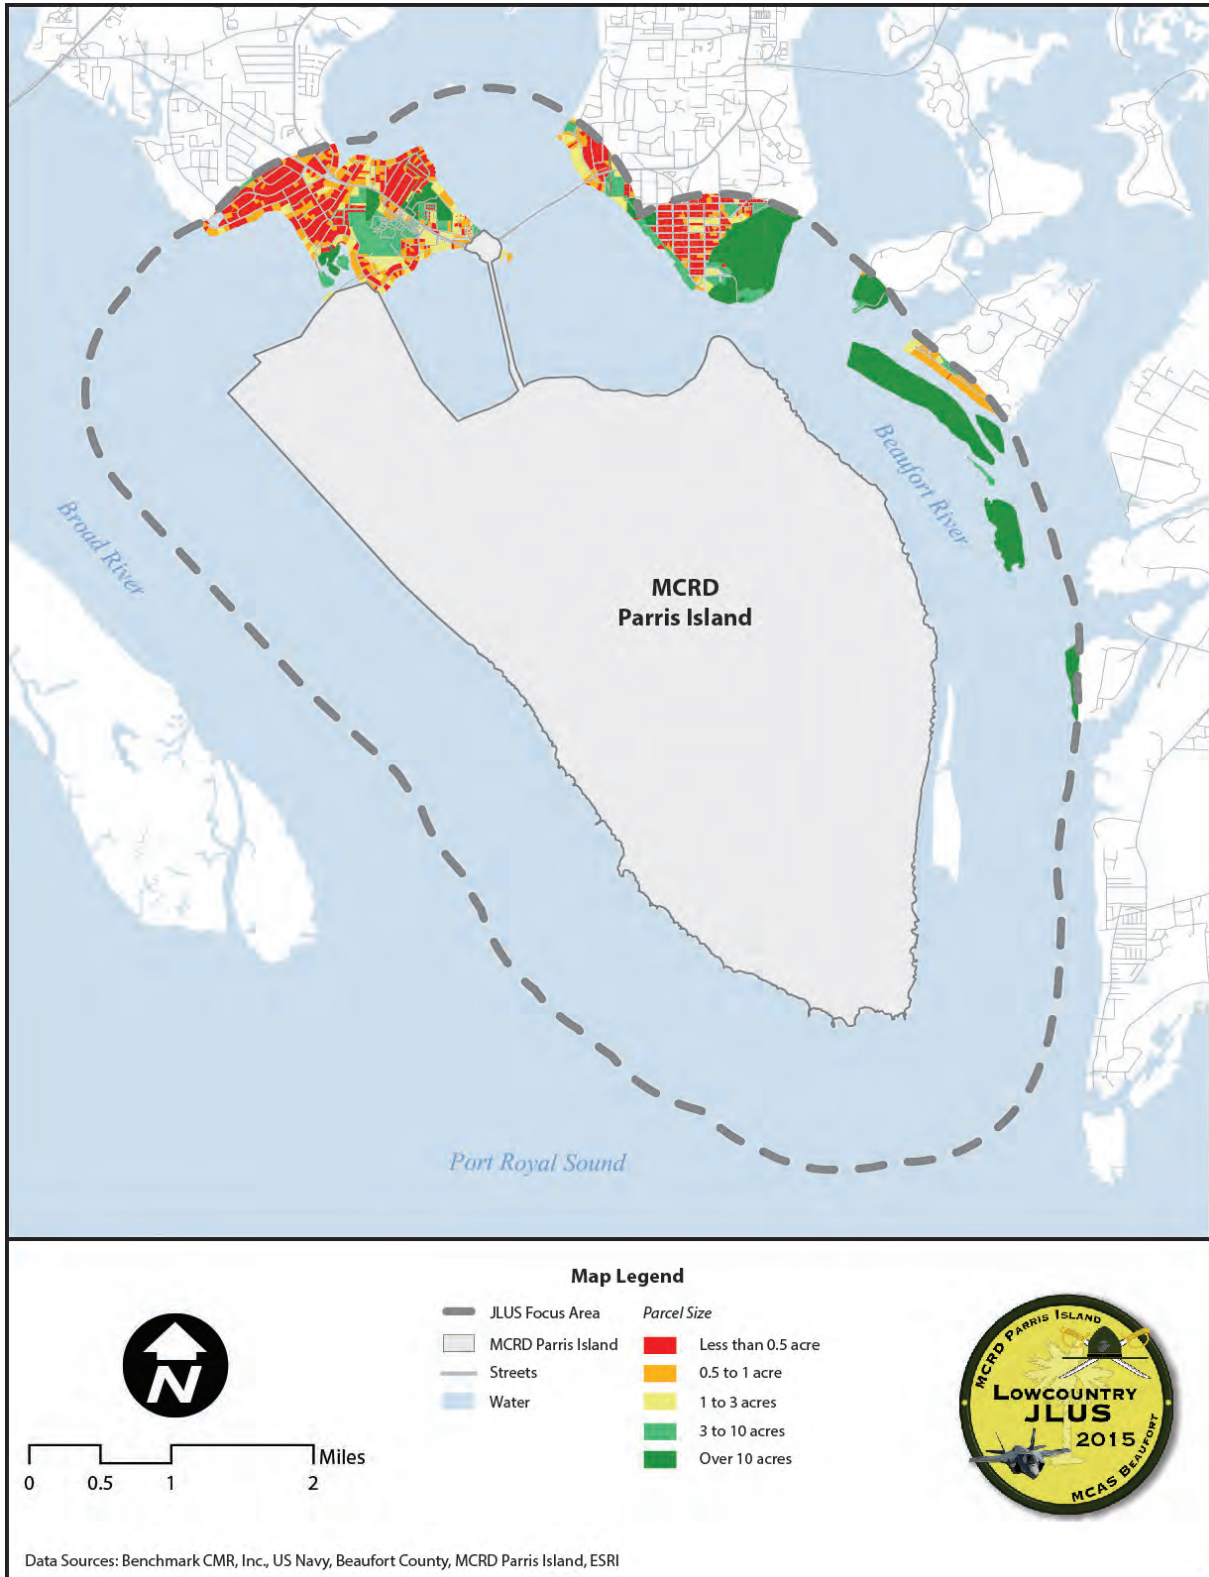 Broad River
Beaufort River
MCRD
Parris Island
Port Royal Sound
Map Legend
JLUS Focus Area
MCRD Parris Island
Streets
Water
Parcel Size
Less than 0.5 acre
0.5 to 1 acre
1 to 3 acres
3 to 10 acres
Over 10 acres
N
Miles
0 0.5 1 2
MCRD PARRIS ISLAND
LOWCOUNTRY
JLUS
2015
MCAS BEAUFORT
Data Sources: Benchmark CMR, Inc., US Navy, Beaufort County, MCRD Parris Island, ESRI